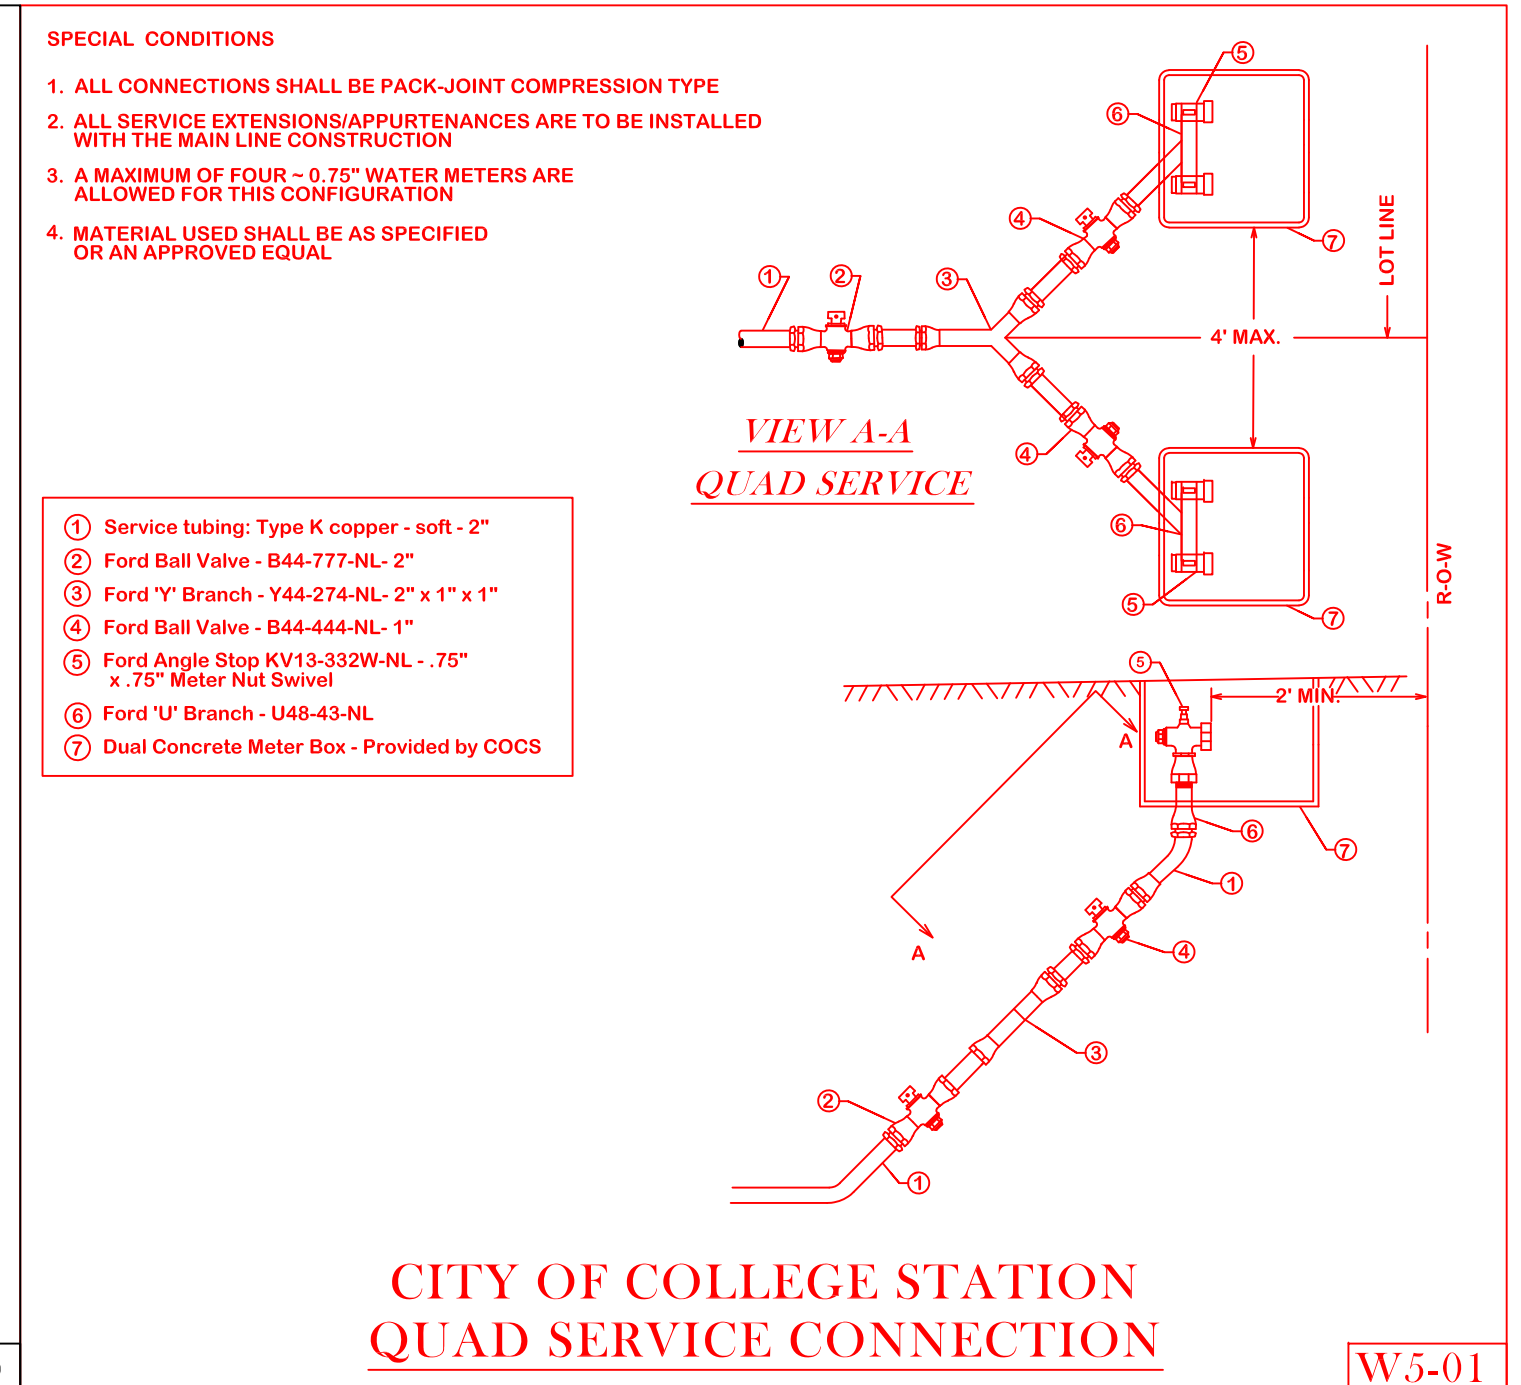 SPECIAL CONDITIONS
1. ALL CONNECTIONS SHALL BE PACK-JOINT COMPRESSION TYPE
2. ALL SERVICE EXTENSIONS/APPURTENANCES ARE TO BE INSTALLED
WITH THE MAIN LINE CONSTRUCTION
3. A MAXIMUM OF FOUR ~ 0.75" WATER METERS ARE
ALLOWED FOR THIS CONFIGURATION
4. MATERIAL USED SHALL BE AS SPECIFIED
OR AN APPROVED EQUAL
5
6
4
7
LOT LINE
1
2
3
4' MAX.
VIEW A-A
QUAD SERVICE
4
6
5
7
R-O-W
1 Service tubing: Type K copper - soft - 2"
2 Ford Ball Valve - B44-777-NL- 2"
3 Ford 'Y' Branch - Y44-274-NL- 2" x 1" x 1"
4 Ford Ball Valve - B44-444-NL- 1"
5 Ford Angle Stop KV13-332W-NL - .75"
x .75" Meter Nut Swivel
6 Ford 'U' Branch - U48-43-NL
7 Dual Concrete Meter Box - Provided by COCS
5
2' MIN.
A
6
7
1
A
4
3
2
1
CITY OF COLLEGE STATION
QUAD SERVICE CONNECTION
W5-01